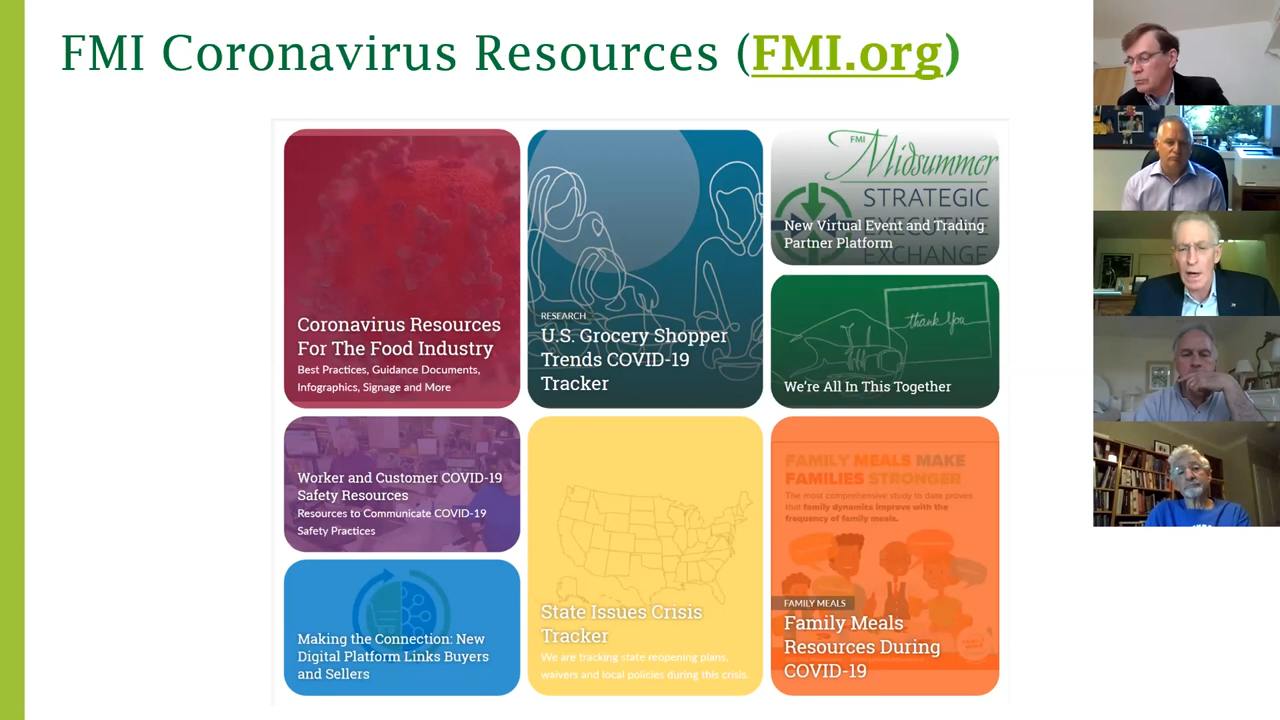 FMI Coronavirus Resources (FMI.org)
Coronavirus Resources
For The Food Industry
Best Practices, Guidance Documents,
Infographics, Signage and More
RESEARCH
U.S. Grocery Shopper
Trends COVID-19
Tracker
FMI
Midsummer
STRATEGIC
EXECUTIVE
EXCHANGE
New Virtual Event and Trading
Partner Platform
thank you
We're All In This Together
Worker and Customer COVID-19
Safety Resources
Resources to Communicate COVID-19
Safety Practices
Making the Connection: New
Digital Platform Links Buyers
and Sellers
State Issues Crisis
Tracker
We are tracking state reopening plans,
waivers and local policies during this crisis.
FAMILY MEALS MAKE
FAMILIES STRONGER
The most comprehensive study to date proves
that family dynamics improve with the
frequency of family meals.
FAMILY MEALS
Family Meals
Resources During
COVID-19